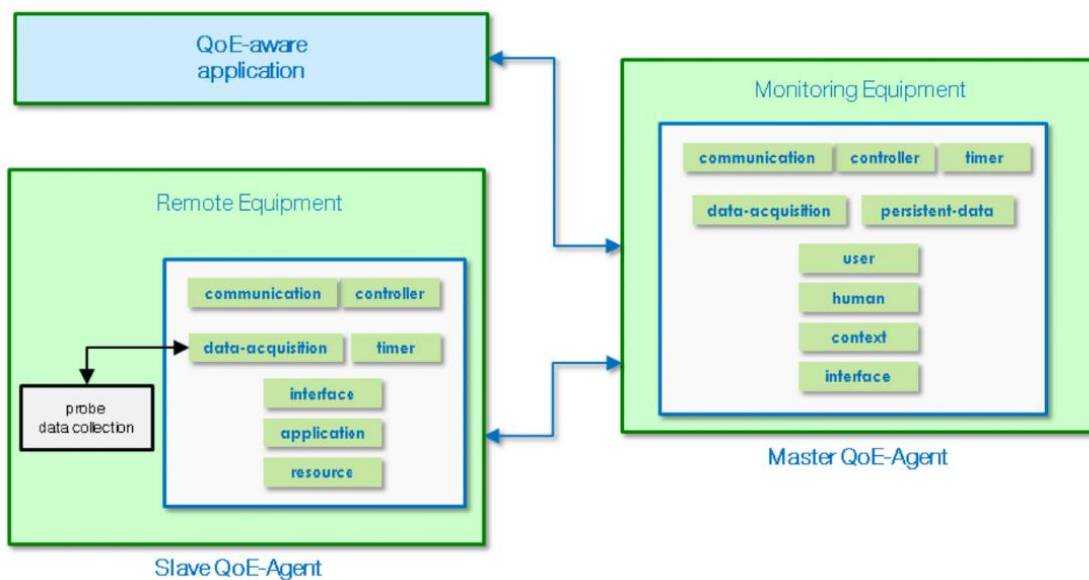 QoE-aware
application
Monitoring Equipment
communication controller timer
data-acquisition persistent-data
user
human
context
interface
Master QoE-Agent
Remote Equipment
communication controller
data-acquisition timer
interface
application
resource
probe
data collection
Slave QoE-Agent